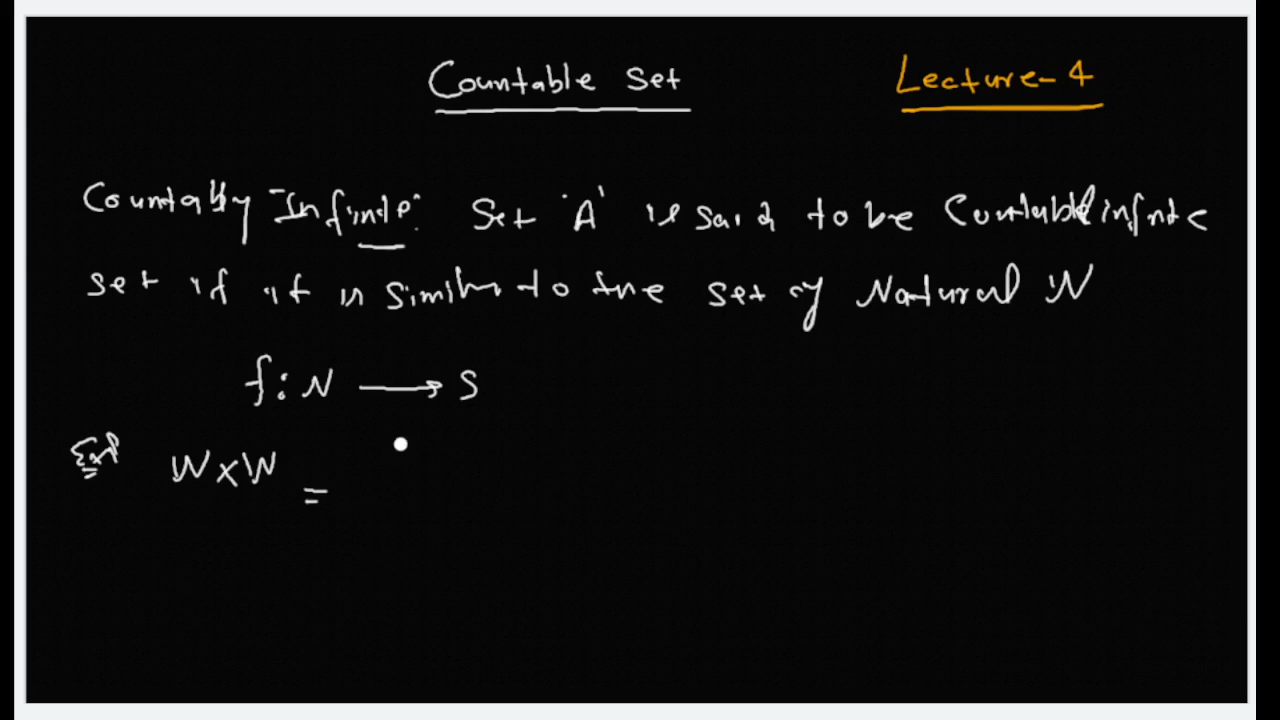 Countable Set
Lecture-4
Countably Infinite: Set 'A' is said to be Countable infinite
set if it is similar to the set of Natural N
f: N → S
Exp N×N =